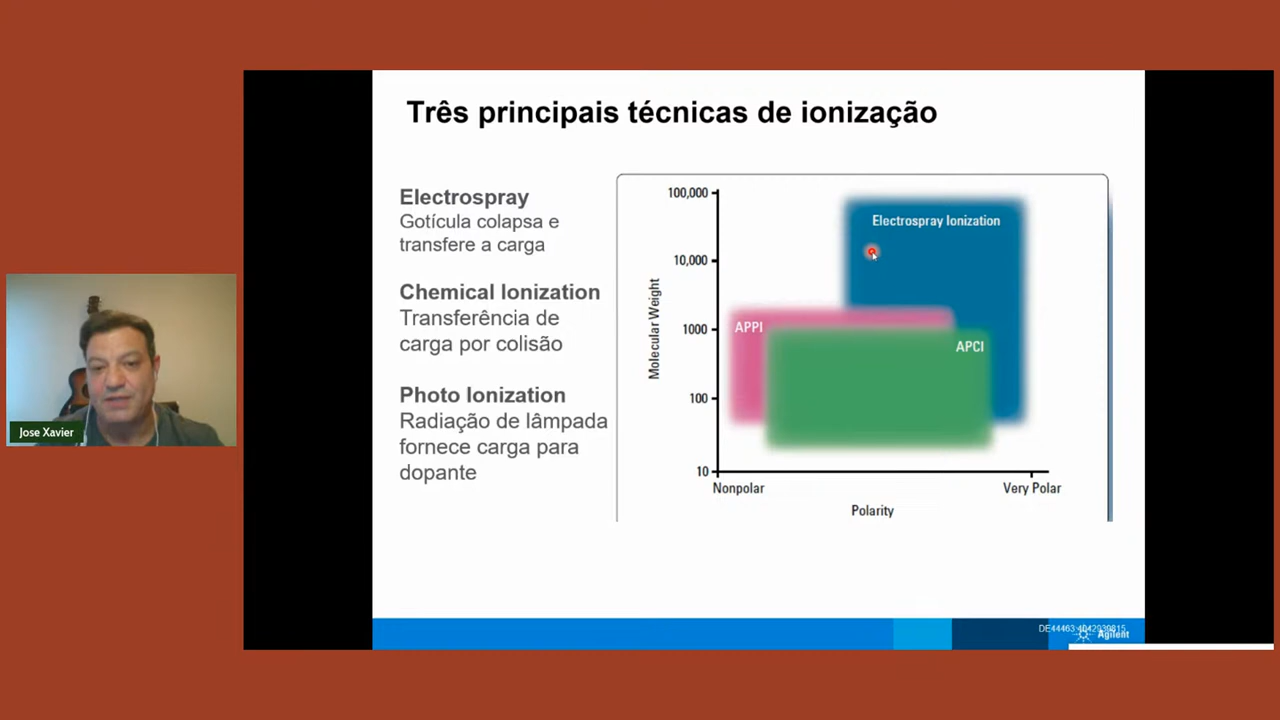 Três principais técnicas de ionização
Electrospray
Gotícula colapsa e
transfere a carga
Chemical Ionization
Transferência de
carga por colisão
Photo Ionization
Radiação de lâmpada
fornece carga para
dopante
100,000
10,000
1000
100
10
Molecular Weight
Electrospray Ionization
APPI
APCI
Nonpolar
Very Polar
Polarity
Jose Xavier
DE44463.4042939815
Agilent